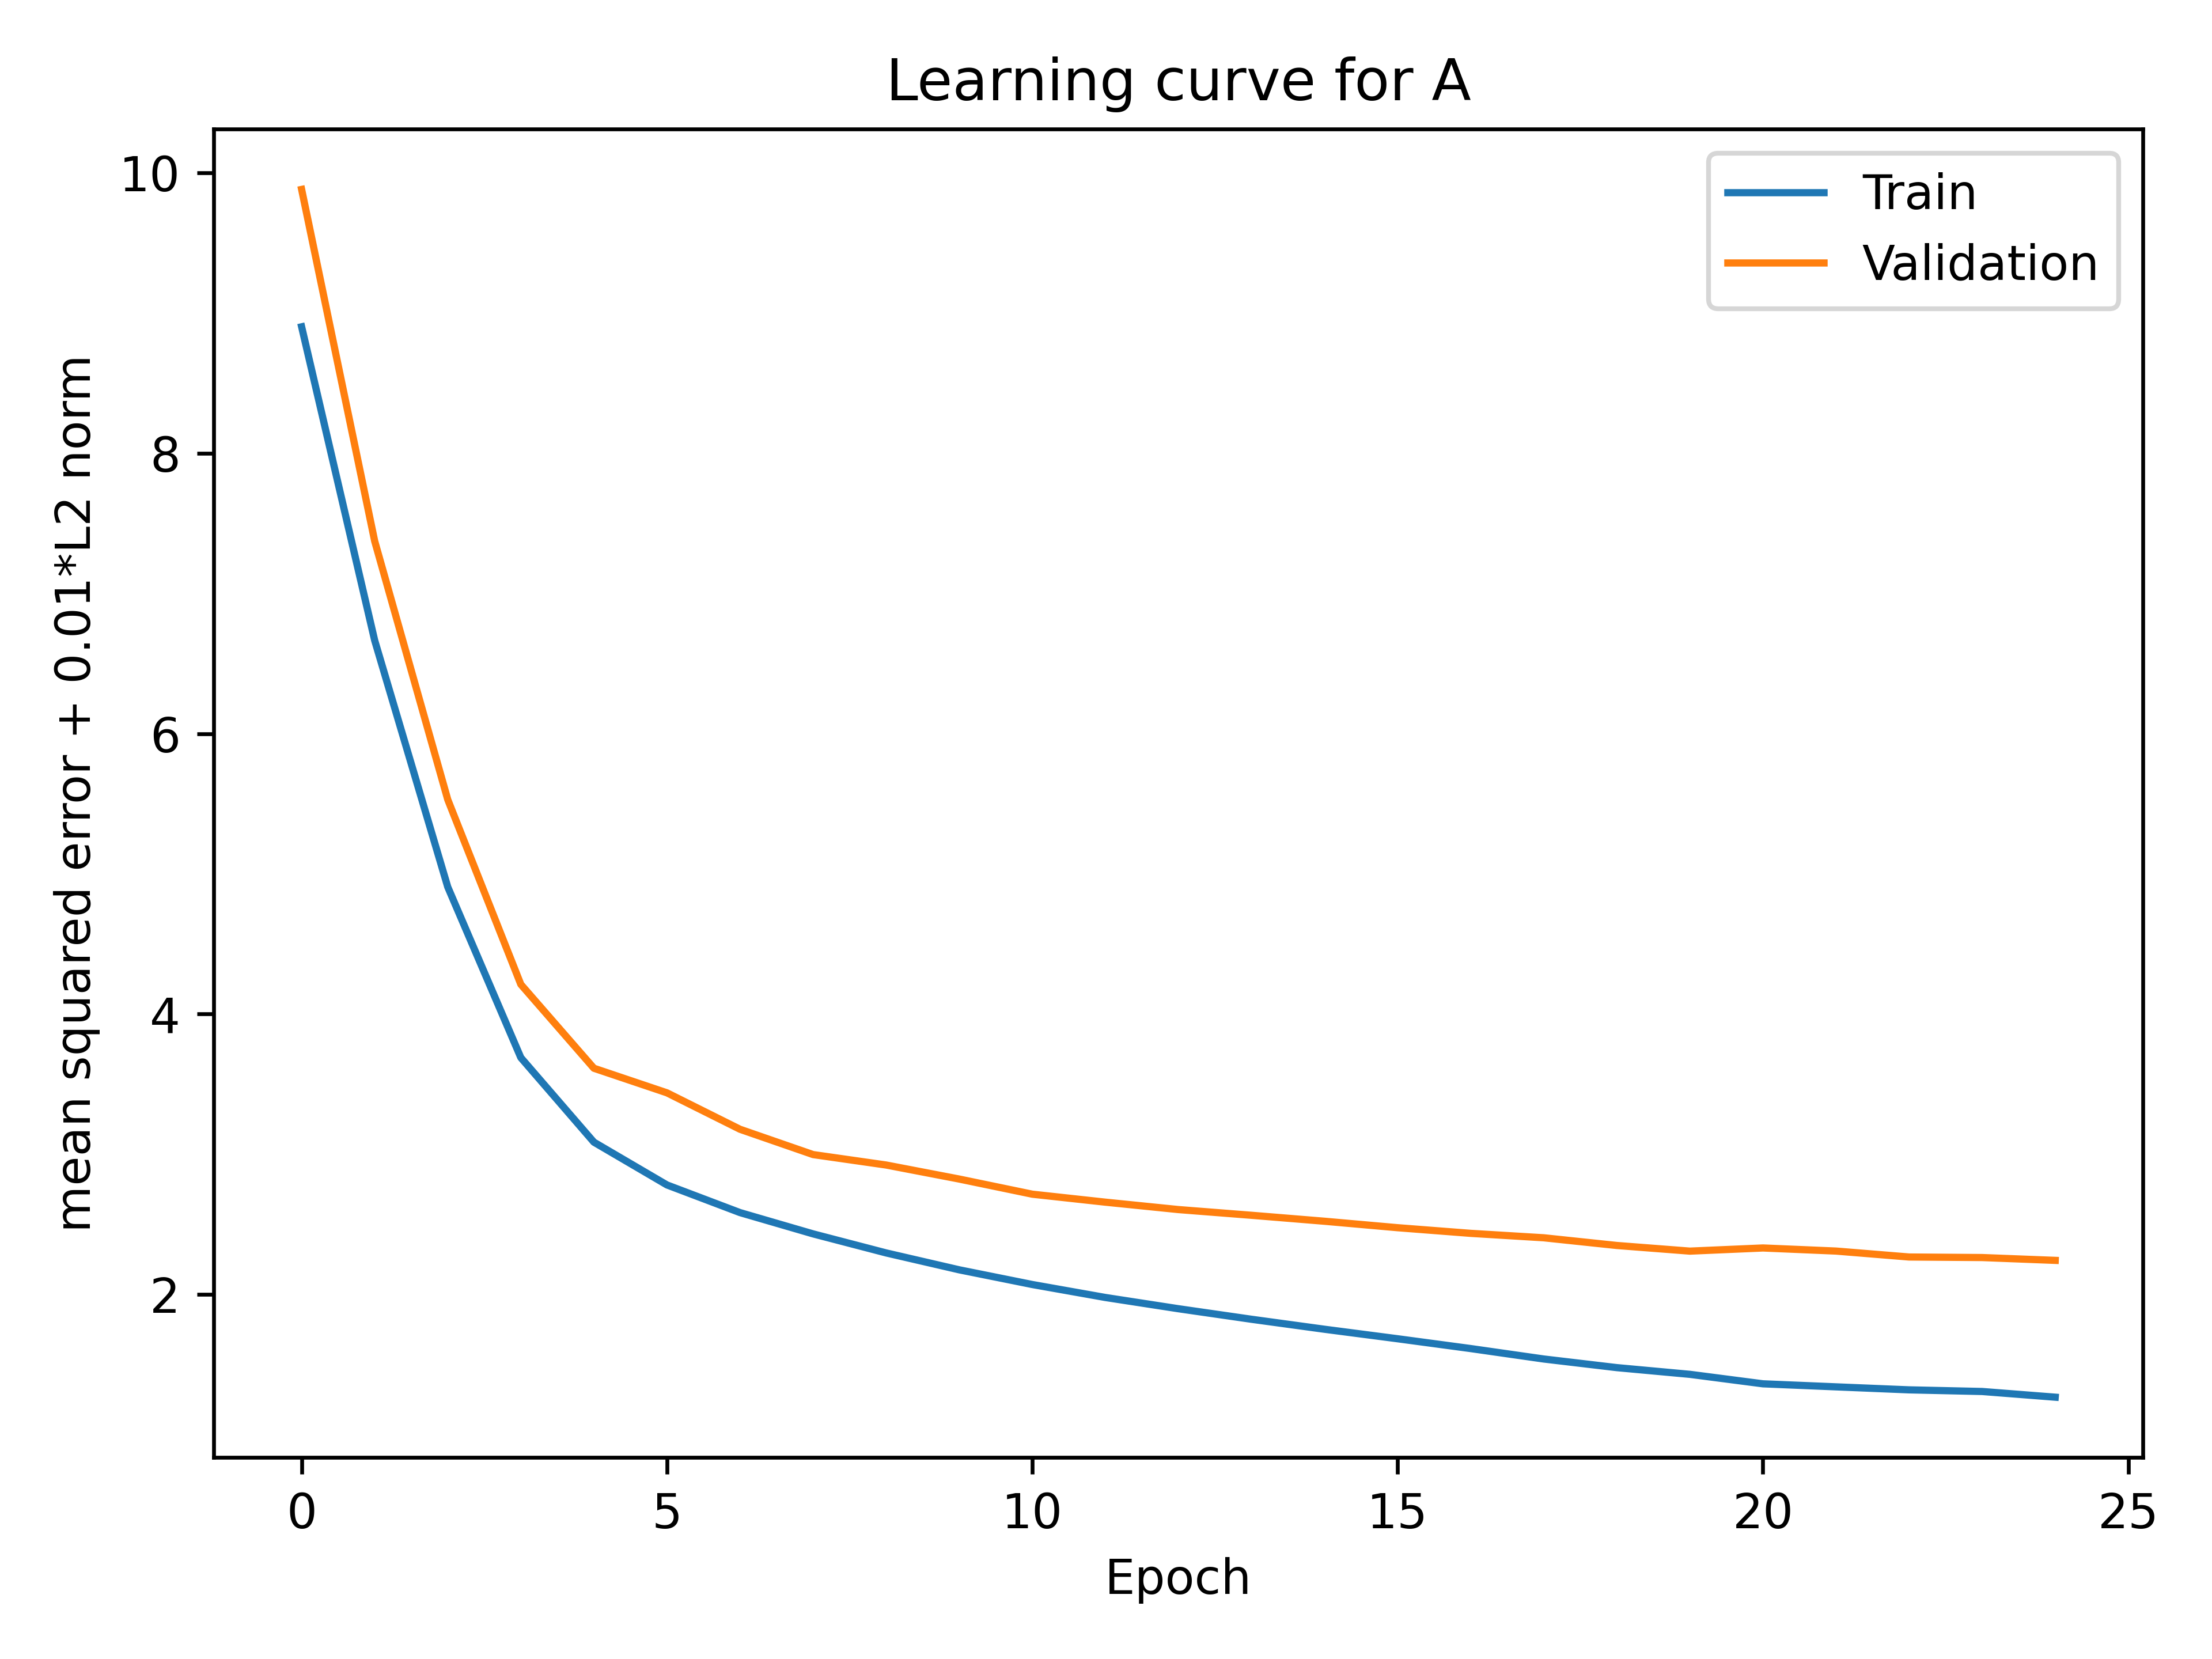 Learning curve for A
Train
Validation
mean squared error + 0.01*L2 norm
10
8
6
4
2
0
5
10
15
20
25
Epoch